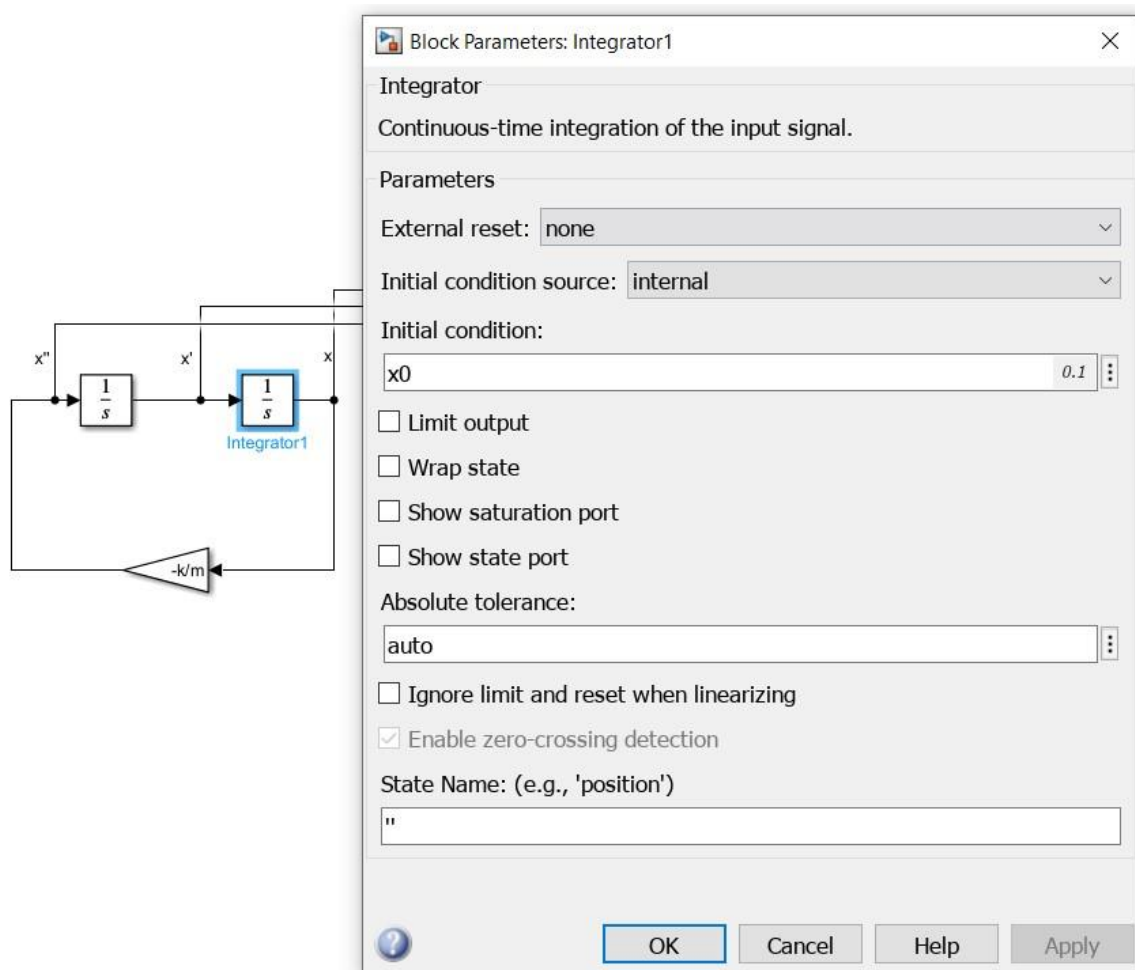 Block Parameters: Integrator1
Integrator
Continuous-time integration of the input signal.
Parameters
External reset: none
Initial condition source: internal
Initial condition:
x0 0.1
Limit output
Wrap state
Show saturation port
Show state port
Absolute tolerance:
auto
Ignore limit and reset when linearizing
Enable zero-crossing detection
State Name: (e.g., 'position')
''
OK Cancel Help Apply
x'' x' x
1
s
1
s
Integrator1
-k/m